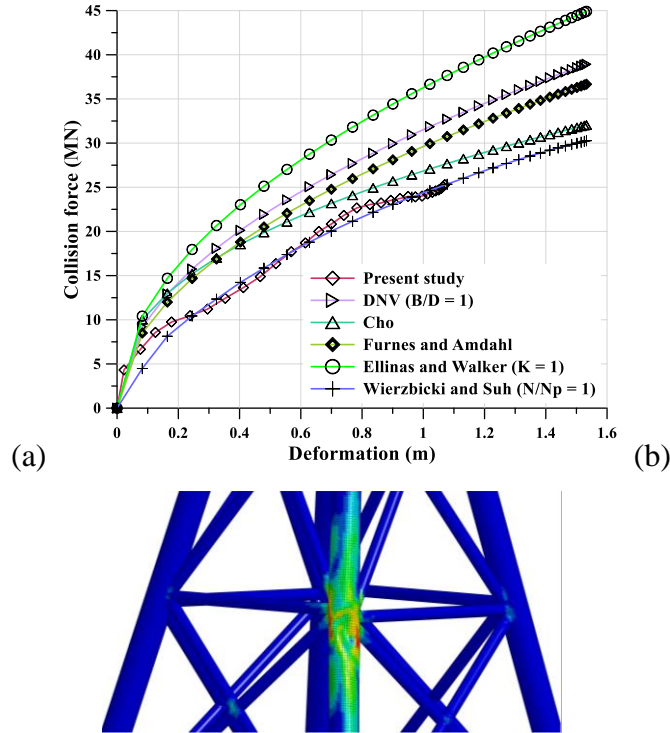 45
40
35
30
25
20
15
10
5
0
Collision force (MN)
Present study
DNV (B/D = 1)
Cho
Furnes and Amdahl
Ellinas and Walker (K = 1)
Wierzbicki and Suh (N/Np = 1)
0 0.2 0.4 0.6 0.8 1 1.2 1.4 1.6
Deformation (m)
(a) (b)